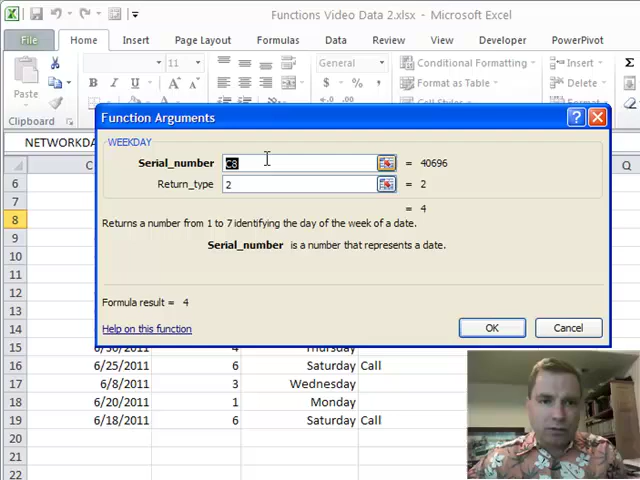 Functions Video Data 2.xlsx - Microsoft Excel
File Home Insert Page Layout Formulas Data Review View Developer PowerPivot
Paste
11 A A
General
Conditional Formatting
Insert
Σ
B I U
$ % ,
Format as Table
Delete
Clipboard
Function Arguments
NETWORKDA
WEEKDAY
C
Q
Serial_number C8 = 40696
6
Return_type 2 = 2
7
= 4
8
Returns a number from 1 to 7 identifying the day of the week of a date.
9
Serial_number is a number that represents a date.
10
11
12
13
Formula result = 4
14
Help on this function
OK Cancel
15 6/30/2011 4 Thursday
16 6/25/2011 6 Saturday Call
17 6/8/2011 3 Wednesday
18 6/20/2011 1 Monday
19 6/18/2011 6 Saturday Call
20
21
22